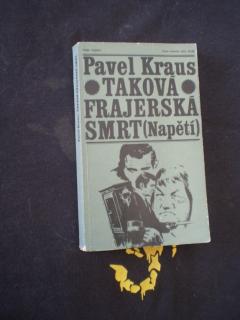 Pavel Kraus
TAKOVÁ
FRAJERSKÁ
SMRT (Napětí)